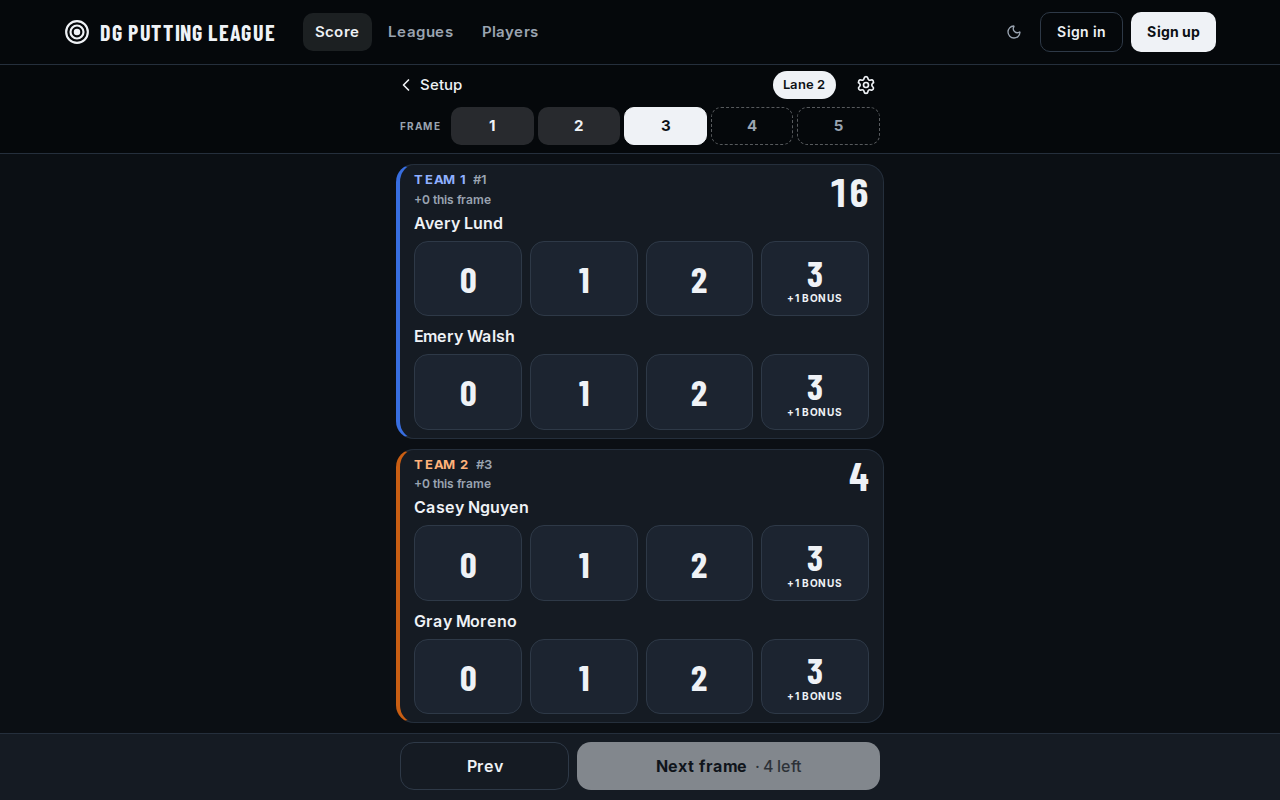 DG PUTTING LEAGUE Score Leagues Players Sign in Sign up
Setup Lane 2
FRAME 1 2 3 4 5
TEAM 1 #1 16
+0 this frame
Avery Lund
0 1 2 3
+1 BONUS
Emery Walsh
0 1 2 3
+1 BONUS
TEAM 2 #3 4
+0 this frame
Casey Nguyen
0 1 2 3
+1 BONUS
Gray Moreno
0 1 2 3
+1 BONUS
Prev Next frame · 4 left